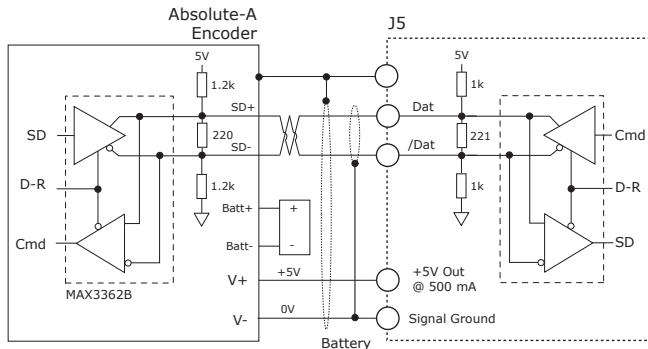 Absolute-A
Encoder
J5
5V
1.2k
SD+
220
SD-
1.2k
SD
D-R
Cmd
MAX3362B
Batt+
+
Batt-
-
V+
+5V
V-
0V
Battery
Dat
/Dat
5V
1k
221
1k
Cmd
D-R
SD
+5V Out
@ 500 mA
Signal Ground